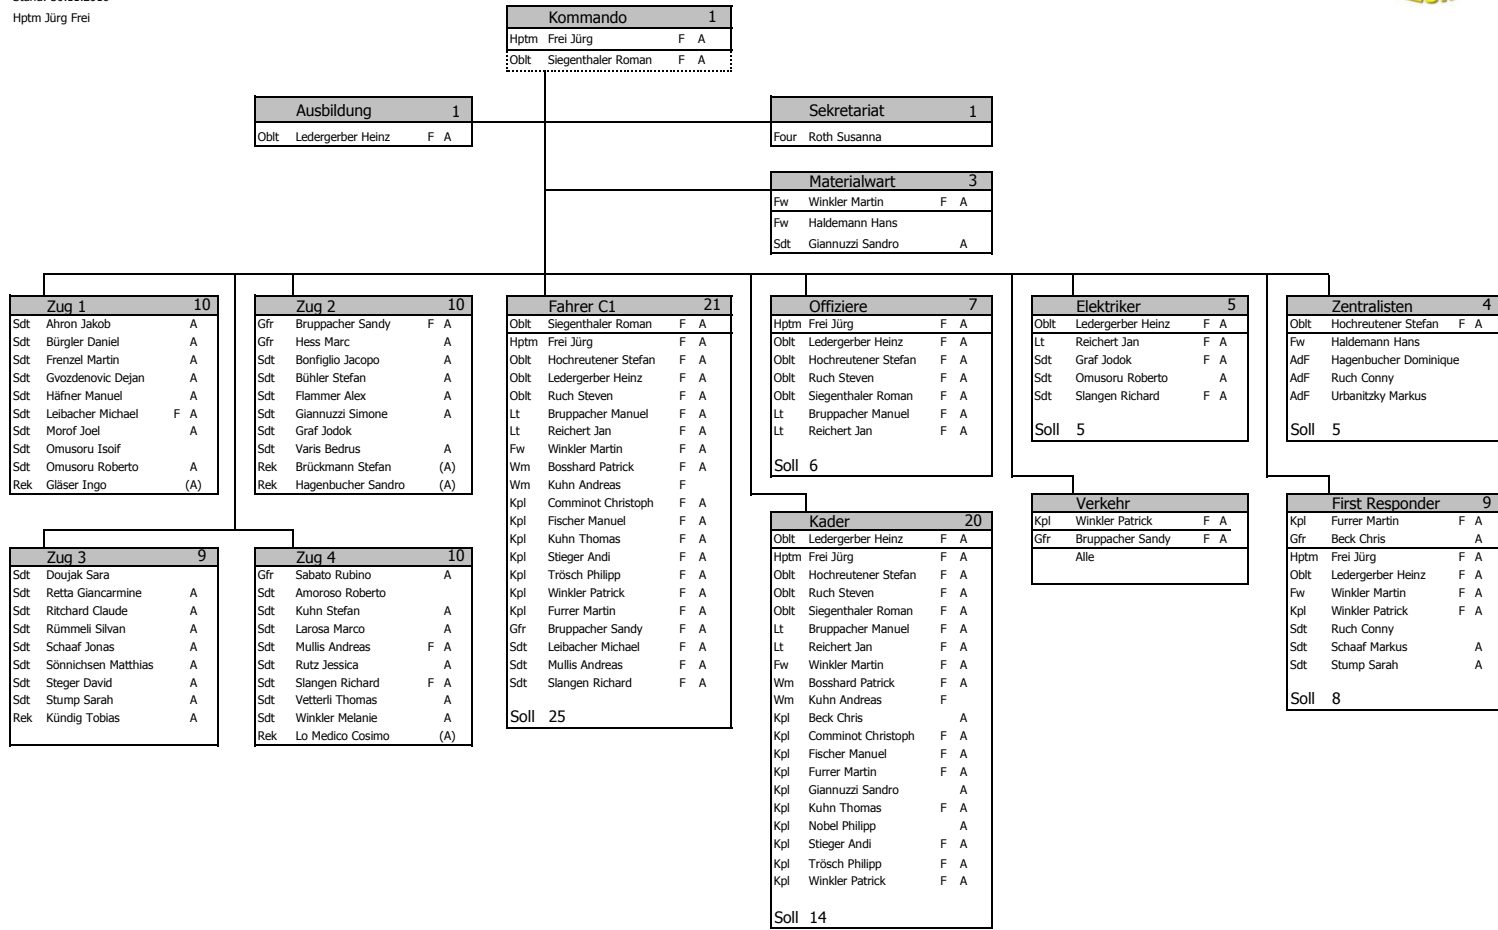 Hptm Jürg Frei
Kommando 1
Hptm Frei Jürg F A
Oblt Siegenthaler Roman F A
Ausbildung 1
Oblt Ledergerber Heinz F A
Sekretariat 1
Four Roth Susanna
Materialwart 3
Fw Winkler Martin F A
Fw Haldemann Hans
Sdt Giannuzzi Sandro A
Zug 1 10
Sdt Ahron Jakob A
Sdt Bürgler Daniel A
Sdt Frenzel Martin A
Sdt Gvozdenovic Dejan A
Sdt Häfner Manuel A
Sdt Leibacher Michael F A
Sdt Morof Joel A
Sdt Omusoru Isoif
Sdt Omusoru Roberto A
Rek Gläser Ingo (A)
Zug 2 10
Gfr Bruppacher Sandy F A
Gfr Hess Marc A
Sdt Bonfiglio Jacopo A
Sdt Bühler Stefan A
Sdt Flammer Alex A
Sdt Giannuzzi Simone A
Sdt Graf Jodok
Sdt Varis Bedrus A
Rek Brückmann Stefan (A)
Rek Hagenbucher Sandro (A)
Zug 3 9
Sdt Doujak Sara
Sdt Retta Giancarmine A
Sdt Ritchard Claude A
Sdt Rümmeli Silvan A
Sdt Schaaf Jonas A
Sdt Sönnichsen Matthias A
Sdt Steger David A
Sdt Stump Sarah A
Rek Kündig Tobias A
Zug 4 10
Gfr Sabato Rubino A
Sdt Amoroso Roberto
Sdt Kuhn Stefan A
Sdt Larosa Marco A
Sdt Mullis Andreas F A
Sdt Rutz Jessica A
Sdt Slangen Richard F A
Sdt Vetterli Thomas A
Sdt Winkler Melanie A
Rek Lo Medico Cosimo (A)
Fahrer C1 21
Oblt Siegenthaler Roman F A
Hptm Frei Jürg F A
Oblt Hochreutener Stefan F A
Oblt Ledergerber Heinz F A
Oblt Ruch Steven F A
Lt Bruppacher Manuel F A
Lt Reichert Jan F A
Fw Winkler Martin F A
Wm Bosshard Patrick F A
Wm Kuhn Andreas F
Kpl Comminot Christoph F A
Kpl Fischer Manuel F A
Kpl Kuhn Thomas F A
Kpl Stieger Andi F A
Kpl Trösch Philipp F A
Kpl Winkler Patrick F A
Kpl Furrer Martin F A
Gfr Bruppacher Sandy F A
Sdt Leibacher Michael F A
Sdt Mullis Andreas F A
Sdt Slangen Richard F A
Soll 25
Offiziere 7
Hptm Frei Jürg F A
Oblt Ledergerber Heinz F A
Oblt Hochreutener Stefan F A
Oblt Ruch Steven F A
Oblt Siegenthaler Roman F A
Lt Bruppacher Manuel F A
Lt Reichert Jan F A
Soll 6
Kader 20
Oblt Ledergerber Heinz F A
Hptm Frei Jürg F A
Oblt Hochreutener Stefan F A
Oblt Ruch Steven F A
Oblt Siegenthaler Roman F A
Lt Bruppacher Manuel F A
Lt Reichert Jan F A
Fw Winkler Martin F A
Wm Bosshard Patrick F A
Wm Kuhn Andreas F
Kpl Beck Chris A
Kpl Comminot Christoph F A
Kpl Fischer Manuel F A
Kpl Furrer Martin F A
Kpl Giannuzzi Sandro A
Kpl Kuhn Thomas F A
Kpl Nobel Philipp A
Kpl Stieger Andi F A
Kpl Trösch Philipp F A
Kpl Winkler Patrick F A
Soll 14
Elektriker 5
Oblt Ledergerber Heinz F A
Lt Reichert Jan F A
Sdt Graf Jodok F A
Sdt Omusoru Roberto A
Sdt Slangen Richard F A
Soll 5
Verkehr
Kpl Winkler Patrick F A
Gfr Bruppacher Sandy F A
Alle
Zentralisten 4
Oblt Hochreutener Stefan F A
Fw Haldemann Hans
AdF Hagenbucher Dominique
AdF Ruch Conny
AdF Urbanitzky Markus
Soll 5
First Responder 9
Kpl Furrer Martin F A
Gfr Beck Chris A
Hptm Frei Jürg F A
Oblt Ledergerber Heinz F A
Fw Winkler Martin F A
Kpl Winkler Patrick F A
Sdt Ruch Conny
Sdt Schaaf Markus A
Sdt Stump Sarah A
Soll 8